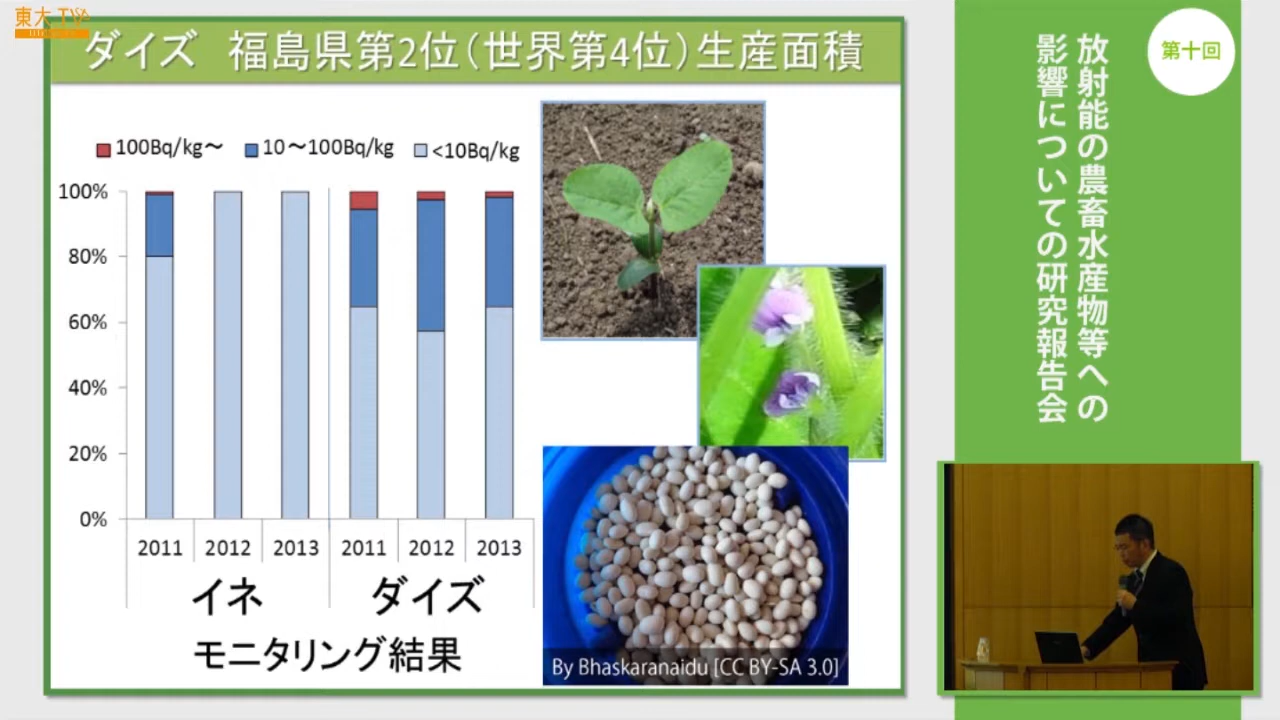 東大TV
ダイズ 福島県第2位（世界第4位）生産面積
100Bq/kg～ 10～100Bq/kg <10Bq/kg
100%
80%
60%
40%
20%
0%
2011 2012 2013 2011 2012 2013
イネ ダイズ
モニタリング結果
By Bhaskaranaidu [CC BY-SA 3.0]
第十回
放射能の農畜水産物等への
影響についての研究報告会